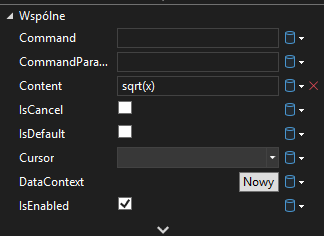 Wspólne
Command
CommandPara...
Content sqrt(x)
IsCancel
IsDefault
Cursor
DataContext Nowy
IsEnabled